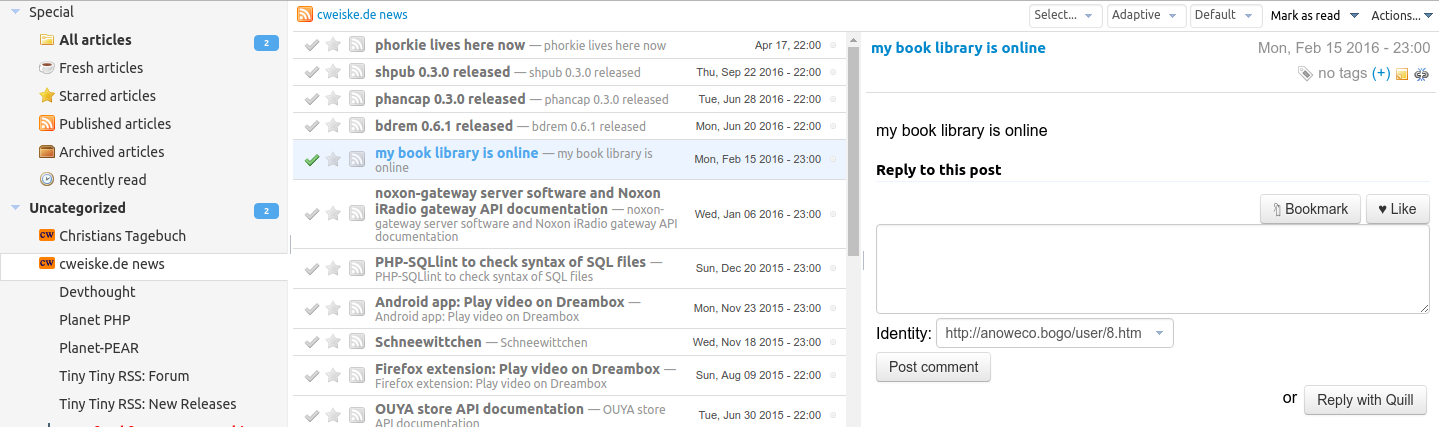 Special
All articles 2
Fresh articles
Starred articles
Published articles
Archived articles
Recently read
Uncategorized 2
cw Christians Tagebuch
cw cweiske.de news
Devthought
Planet PHP
Planet-PEAR
Tiny Tiny RSS: Forum
Tiny Tiny RSS: New Releases
cweiske.de news
Select... Adaptive Default Mark as read Actions...
phorkie lives here now — phorkie lives here now Apr 17, 22:00
shpub 0.3.0 released — shpub 0.3.0 released Thu, Sep 22 2016 - 22:00
phancap 0.3.0 released — phancap 0.3.0 released Tue, Jun 28 2016 - 22:00
bdrem 0.6.1 released — bdrem 0.6.1 released Mon, Jun 20 2016 - 22:00
my book library is online — my book library is Mon, Feb 15 2016 - 23:00
online
noxon-gateway server software and Noxon
iRadio gateway API documentation — noxon- Wed, Jan 06 2016 - 23:00
gateway server software and Noxon iRadio gateway API
documentation
PHP-SQLlint to check syntax of SQL files — Sun, Dec 20 2015 - 23:00
PHP-SQLlint to check syntax of SQL files
Android app: Play video on Dreambox — Mon, Nov 23 2015 - 23:00
Android app: Play video on Dreambox
Schneewittchen — Schneewittchen Wed, Nov 18 2015 - 23:00
Firefox extension: Play video on Dreambox — Sun, Aug 09 2015 - 22:00
Firefox extension: Play video on Dreambox
OUYA store API documentation — OUYA store Tue, Jun 30 2015 - 22:00
API documentation
my book library is online Mon, Feb 15 2016 - 23:00
no tags (+)
my book library is online
Reply to this post
Bookmark ♥ Like
Identity: http://anoweco.bogo/user/8.htm
Post comment
or Reply with Quill